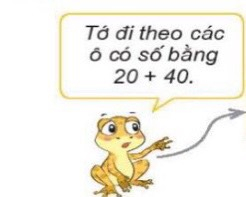 Tớ đi theo các
ô có số bằng
20 + 40.